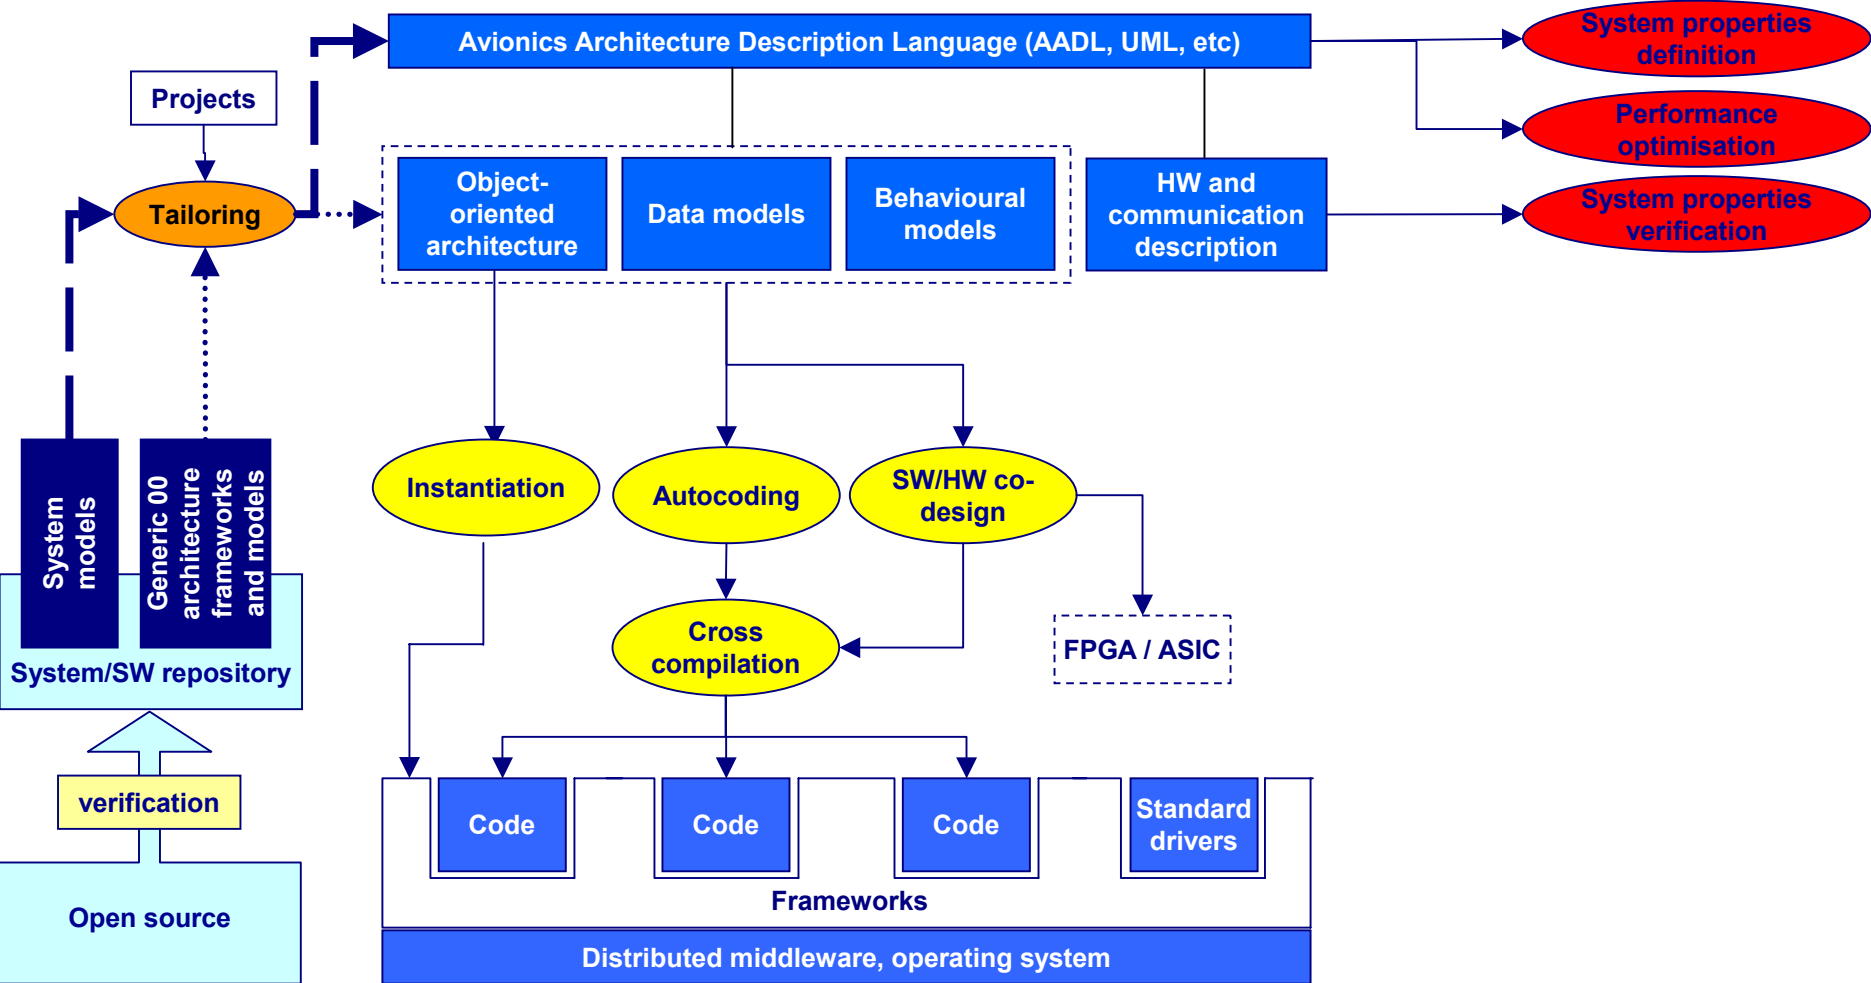 Avionics Architecture Description Language (AADL, UML, etc)
System properties
definition
Projects
Performance
optimisation
Tailoring
Object-
oriented
architecture
Data models
Behavioural
models
HW and
communication
description
System properties
verification
System
models
Generic 00
architecture
frameworks
and models
Instantiation
Autocoding
SW/HW co-
design
Cross
compilation
FPGA / ASIC
System/SW repository
verification
Open source
Code
Code
Code
Standard
drivers
Frameworks
Distributed middleware, operating system